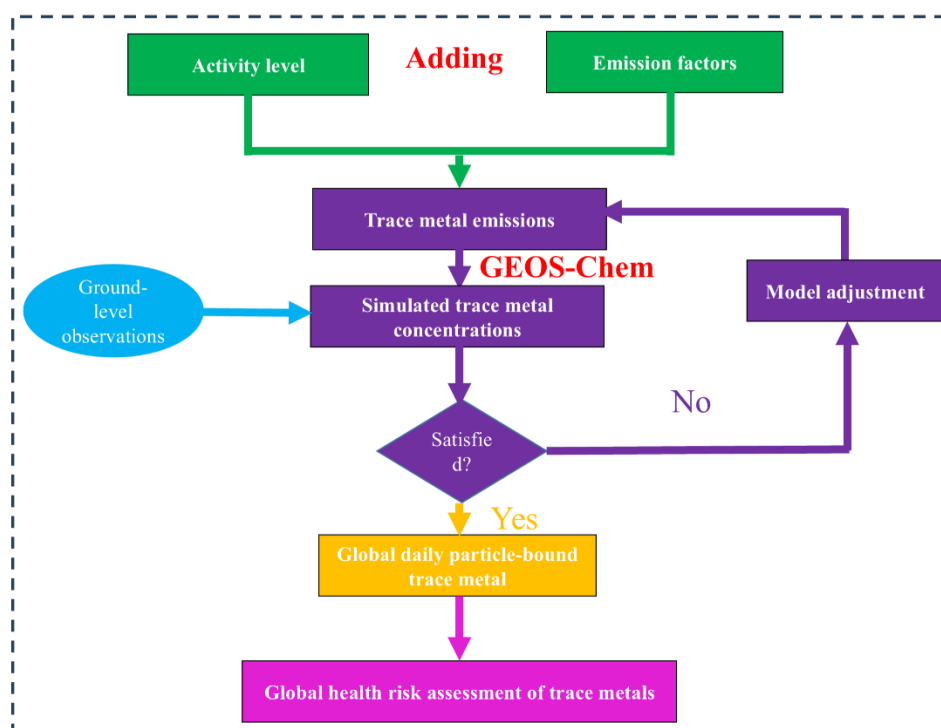 Activity level
Adding
Emission factors
Trace metal emissions
GEOS-Chem
Ground-
level
observations
Simulated trace metal
concentrations
Model adjustment
No
Satisfie
d?
Yes
Global daily particle-bound
trace metal
Global health risk assessment of trace metals